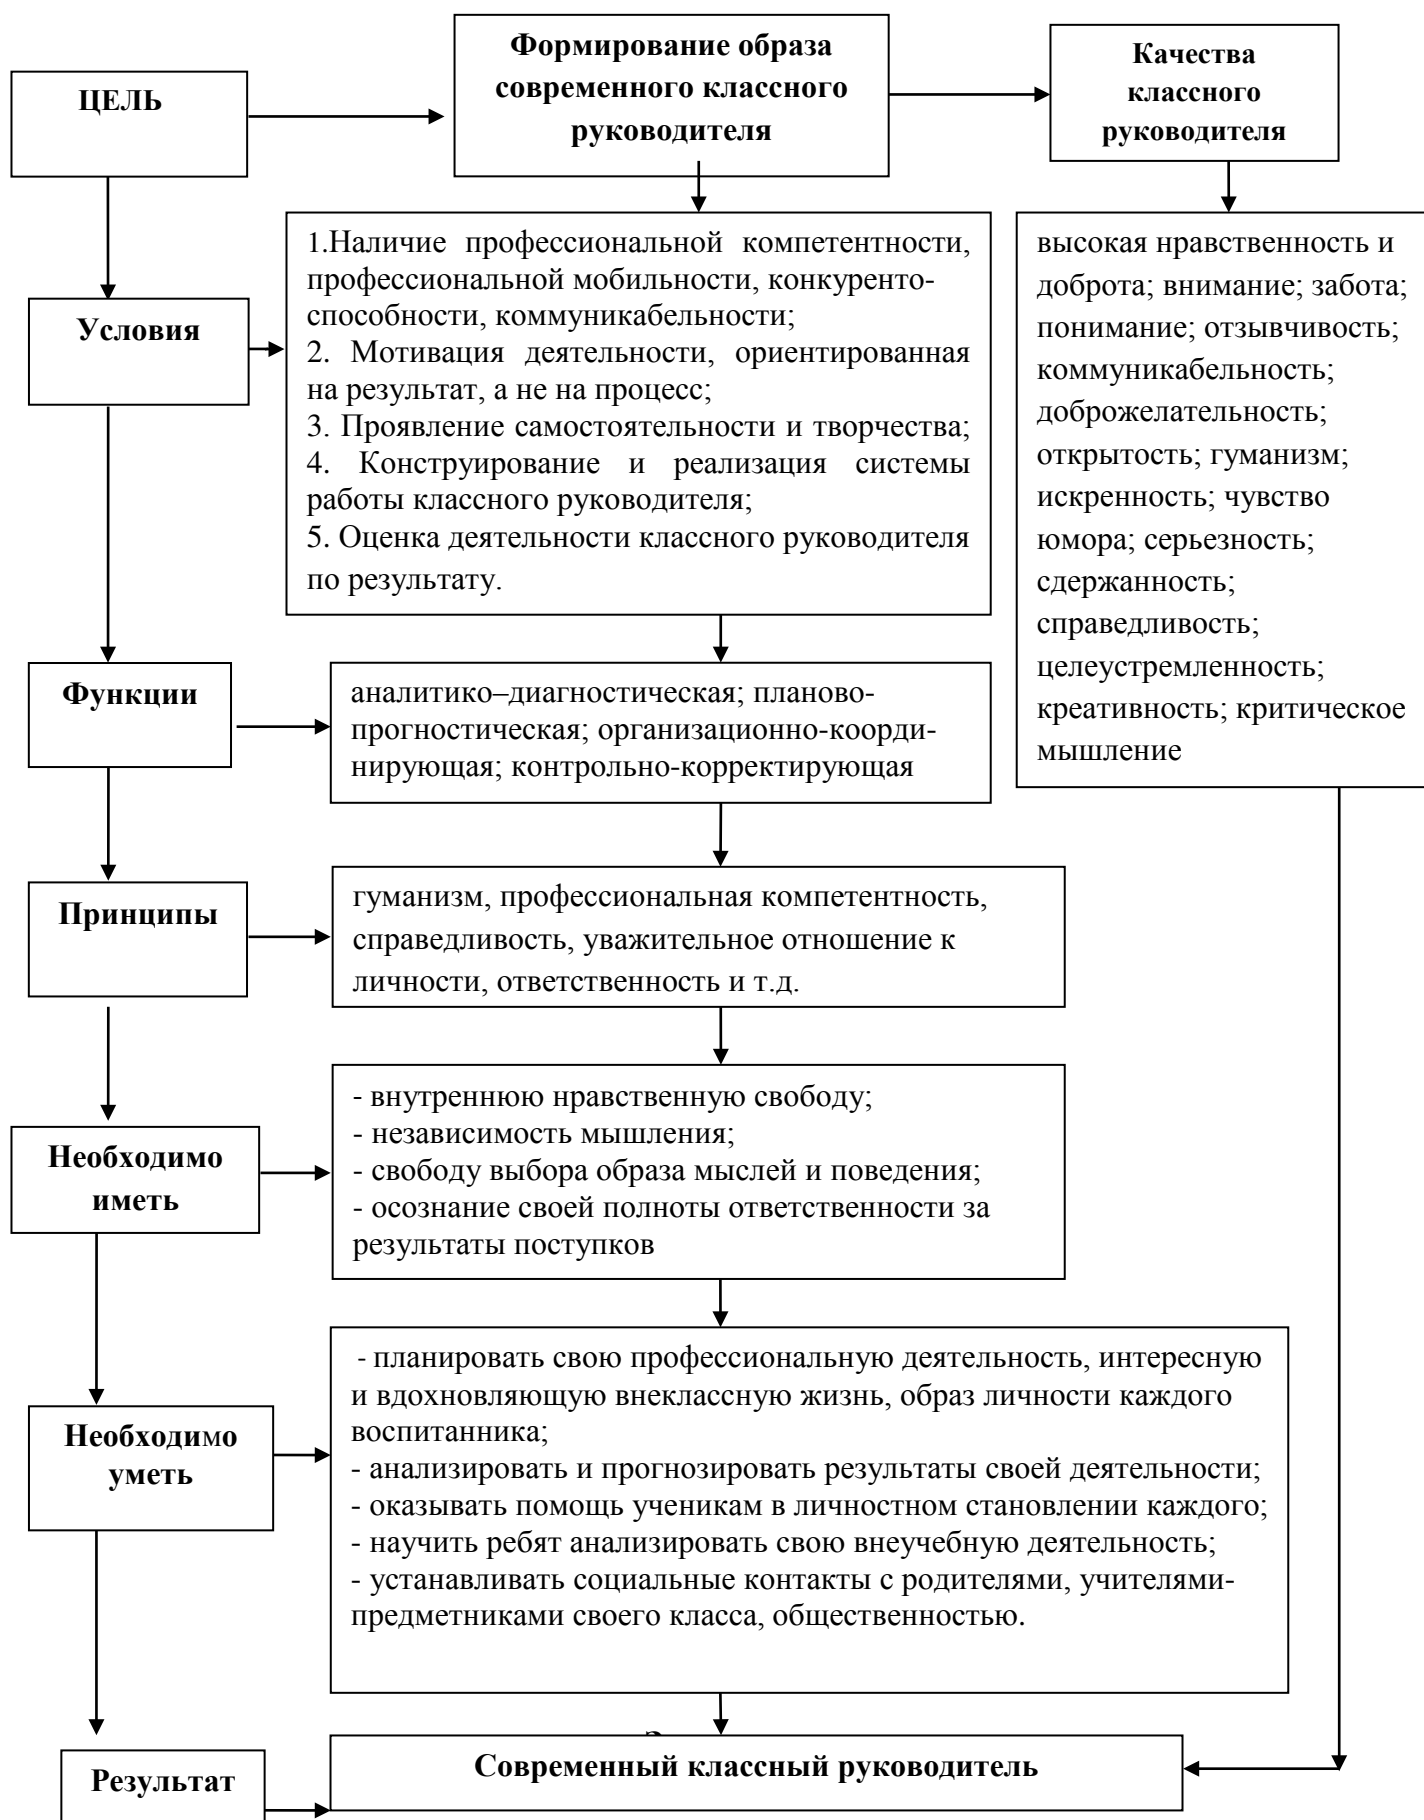 ЦЕЛЬ
Формирование образа
современного классного
руководителя
Качества
классного
руководителя
Условия
1.Наличие профессиональной компетентности,
профессиональной мобильности, конкуренто-
способности, коммуникабельности;
2. Мотивация деятельности, ориентированная
на результат, а не на процесс;
3. Проявление самостоятельности и творчества;
4. Конструирование и реализация системы
работы классного руководителя;
5. Оценка деятельности классного руководителя
по результату.
высокая нравственность и
доброта; внимание; забота;
понимание; отзывчивость;
коммуникабельность;
доброжелательность;
открытость; гуманизм;
искренность; чувство
юмора; серьезность;
сдержанность;
справедливость;
целеустремленность;
креативность; критическое
мышление
Функции
аналитико–диагностическая; планово-
прогностическая; организационно-коорди-
нирующая; контрольно-корректирующая
Принципы
гуманизм, профессиональная компетентность,
справедливость, уважительное отношение к
личности, ответственность и т.д.
Необходимо
иметь
- внутреннюю нравственную свободу;
- независимость мышления;
- свободу выбора образа мыслей и поведения;
- осознание своей полноты ответственности за
результаты поступков
Необходимо
уметь
- планировать свою профессиональную деятельность, интересную
и вдохновляющую внеклассную жизнь, образ личности каждого
воспитанника;
- анализировать и прогнозировать результаты своей деятельности;
- оказывать помощь ученикам в личностном становлении каждого;
- научить ребят анализировать свою внеучебную деятельность;
- устанавливать социальные контакты с родителями, учителями-
предметниками своего класса, общественностью.
Результат
Современный классный руководитель